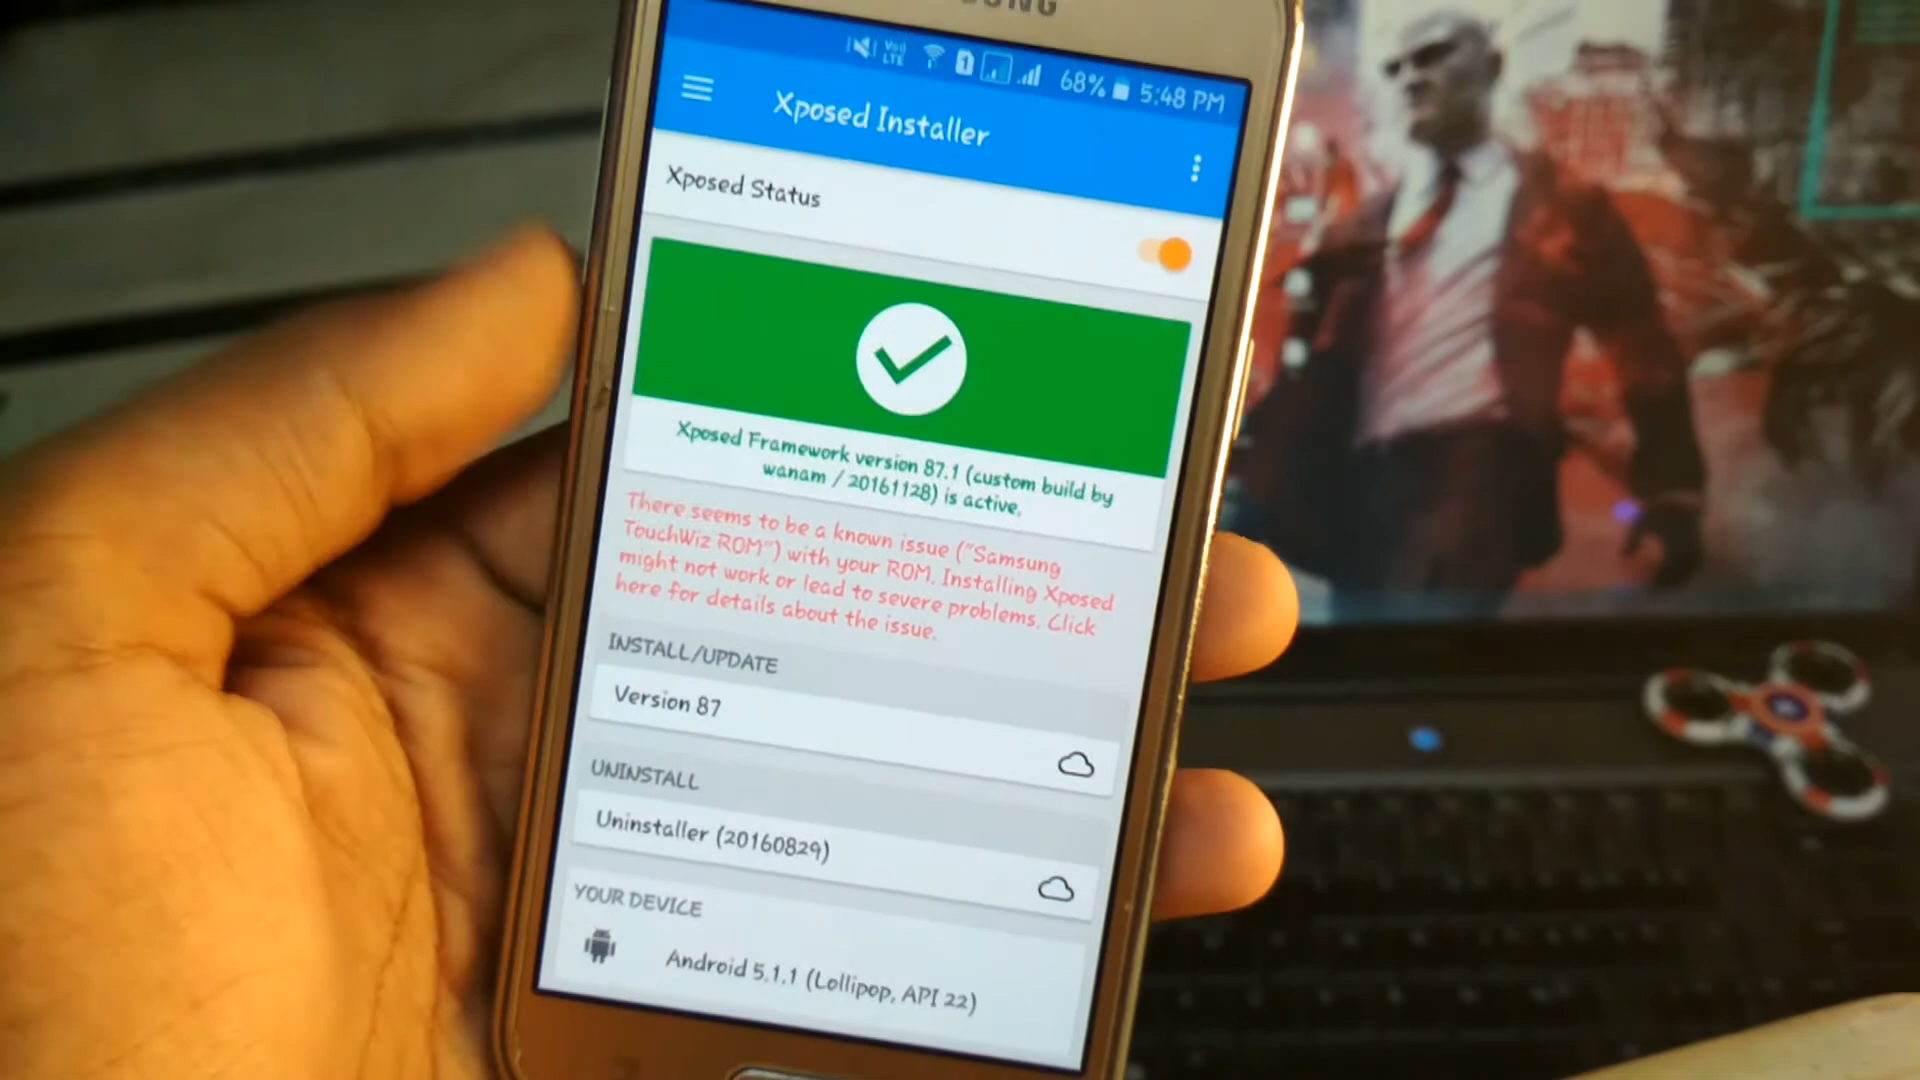 68% 5:48 PM
Xposed Installer
Xposed Status
Xposed Framework version 87.1 (custom build by
wanam / 20161128) is active.
There seems to be a known issue ("Samsung
TouchWiz ROM") with your ROM. Installing Xposed
might not work or lead to severe problems. Click
here for details about the issue.
INSTALL/UPDATE
Version 87
UNINSTALL
Uninstaller (20160829)
YOUR DEVICE
Android 5.1.1 (Lollipop, API 22)